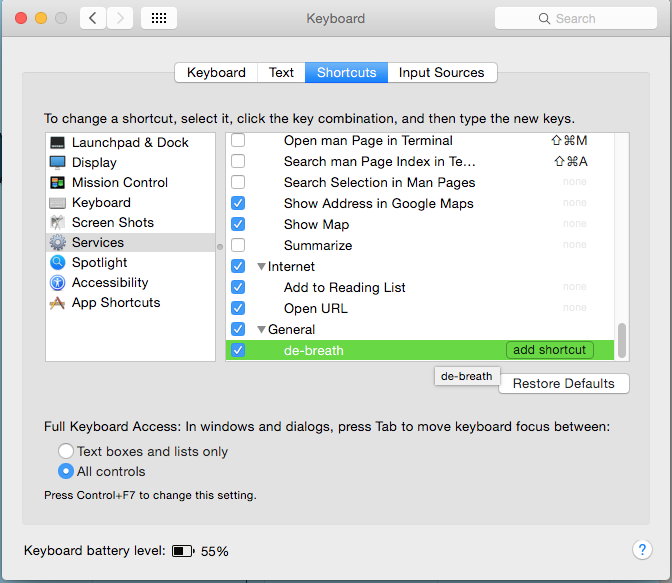 Keyboard
Search
Keyboard Text Shortcuts Input Sources
To change a shortcut, select it, click the key combination, and then type the new keys.
Launchpad & Dock
Display
Mission Control
Keyboard
Screen Shots
Services
Spotlight
Accessibility
App Shortcuts
Open man Page in Terminal ⇧⌘M
Search man Page Index in Te… ⇧⌘A
Search Selection in Man Pages none
Show Address in Google Maps none
Show Map none
Summarize none
Internet
Add to Reading List none
Open URL none
General
de-breath add shortcut
de-breath
Restore Defaults
Full Keyboard Access: In windows and dialogs, press Tab to move keyboard focus between:
Text boxes and lists only
All controls
Press Control+F7 to change this setting.
Keyboard battery level: 55%
?